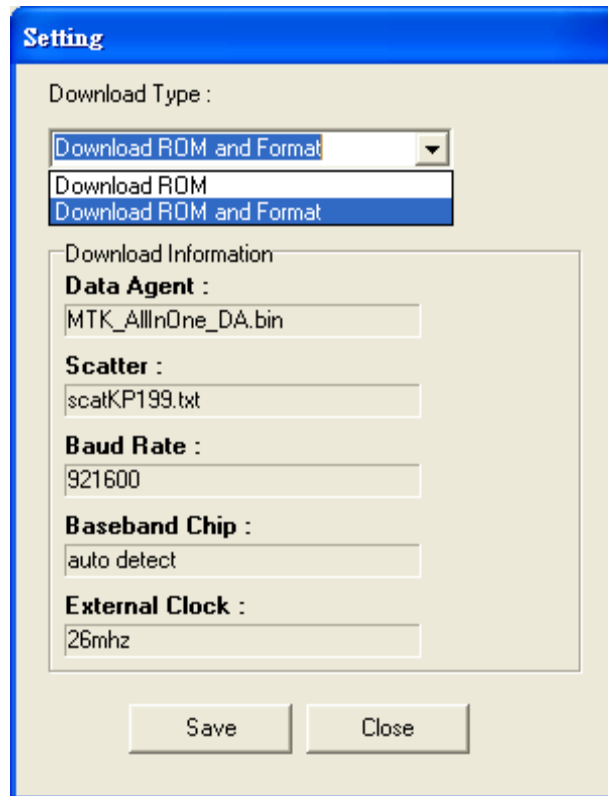 Setting
Download Type :
Download ROM and Format
Download ROM
Download ROM and Format
Download Information
Data Agent :
MTK_AllInOne_DA.bin
Scatter :
scatKP199.txt
Baud Rate :
921600
Baseband Chip :
auto detect
External Clock :
26mhz
Save
Close